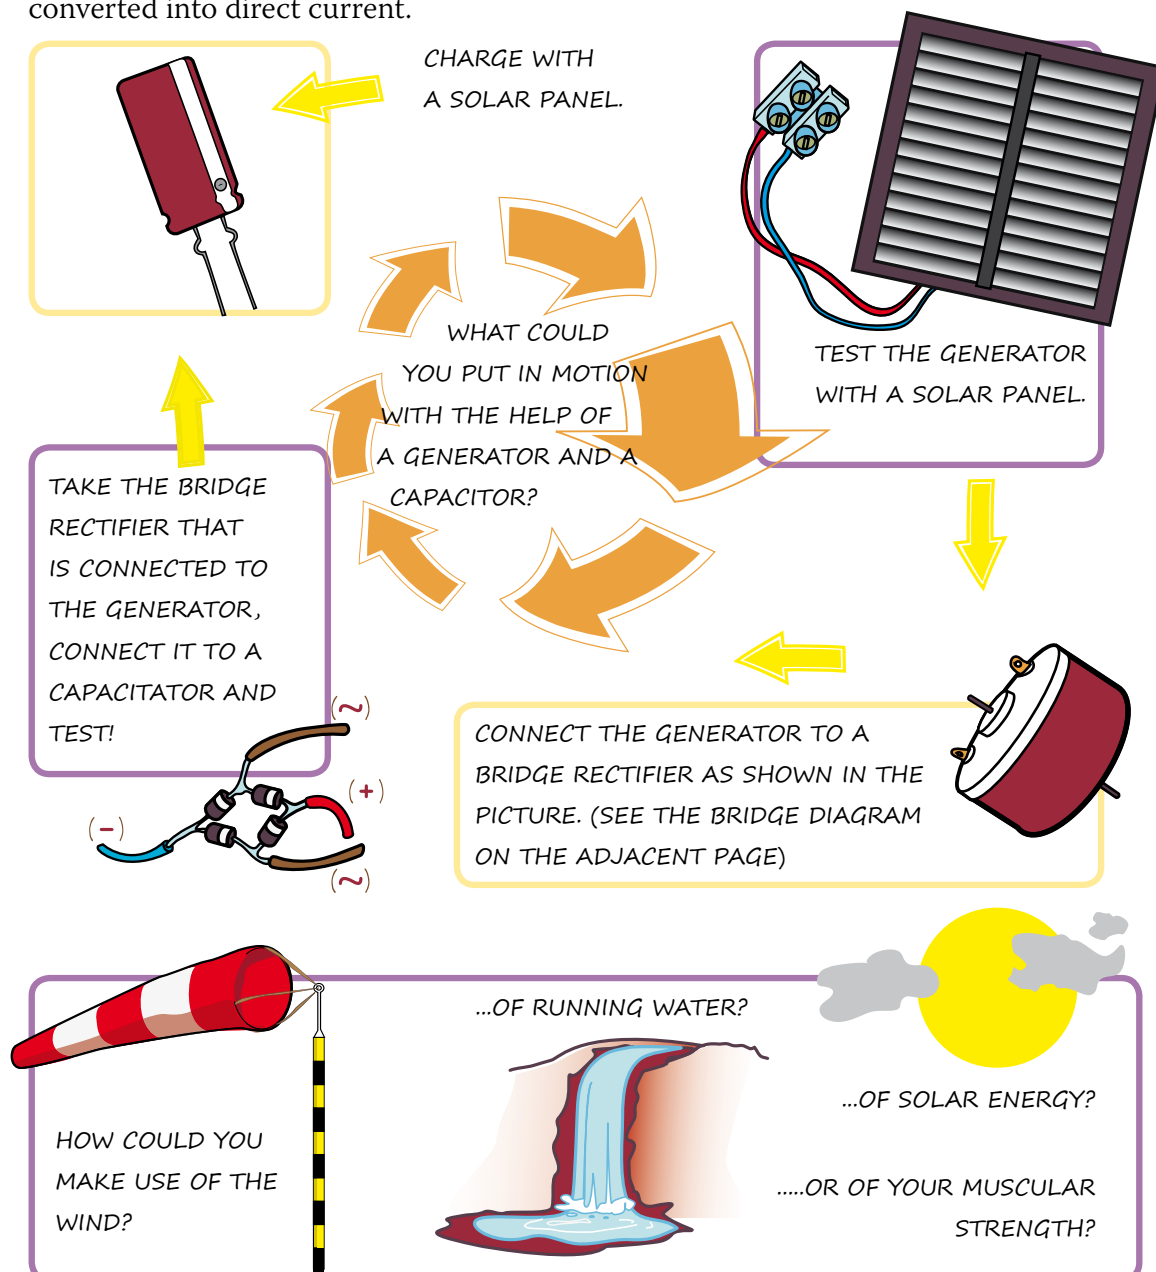 converted into direct current.
CHARGE WITH
A SOLAR PANEL.
TEST THE GENERATOR
WITH A SOLAR PANEL.
WHAT COULD
YOU PUT IN MOTION
WITH THE HELP OF
A GENERATOR AND A
CAPACITOR?
TAKE THE BRIDGE
RECTIFIER THAT
IS CONNECTED TO
THE GENERATOR,
CONNECT IT TO A
CAPACITATOR AND
TEST!
(~)
(+)
(-)
(~)
CONNECT THE GENERATOR TO A
BRIDGE RECTIFIER AS SHOWN IN THE
PICTURE. (SEE THE BRIDGE DIAGRAM
ON THE ADJACENT PAGE)
HOW COULD YOU
MAKE USE OF THE
WIND?
...OF RUNNING WATER?
...OF SOLAR ENERGY?
.....OR OF YOUR MUSCULAR
STRENGTH?